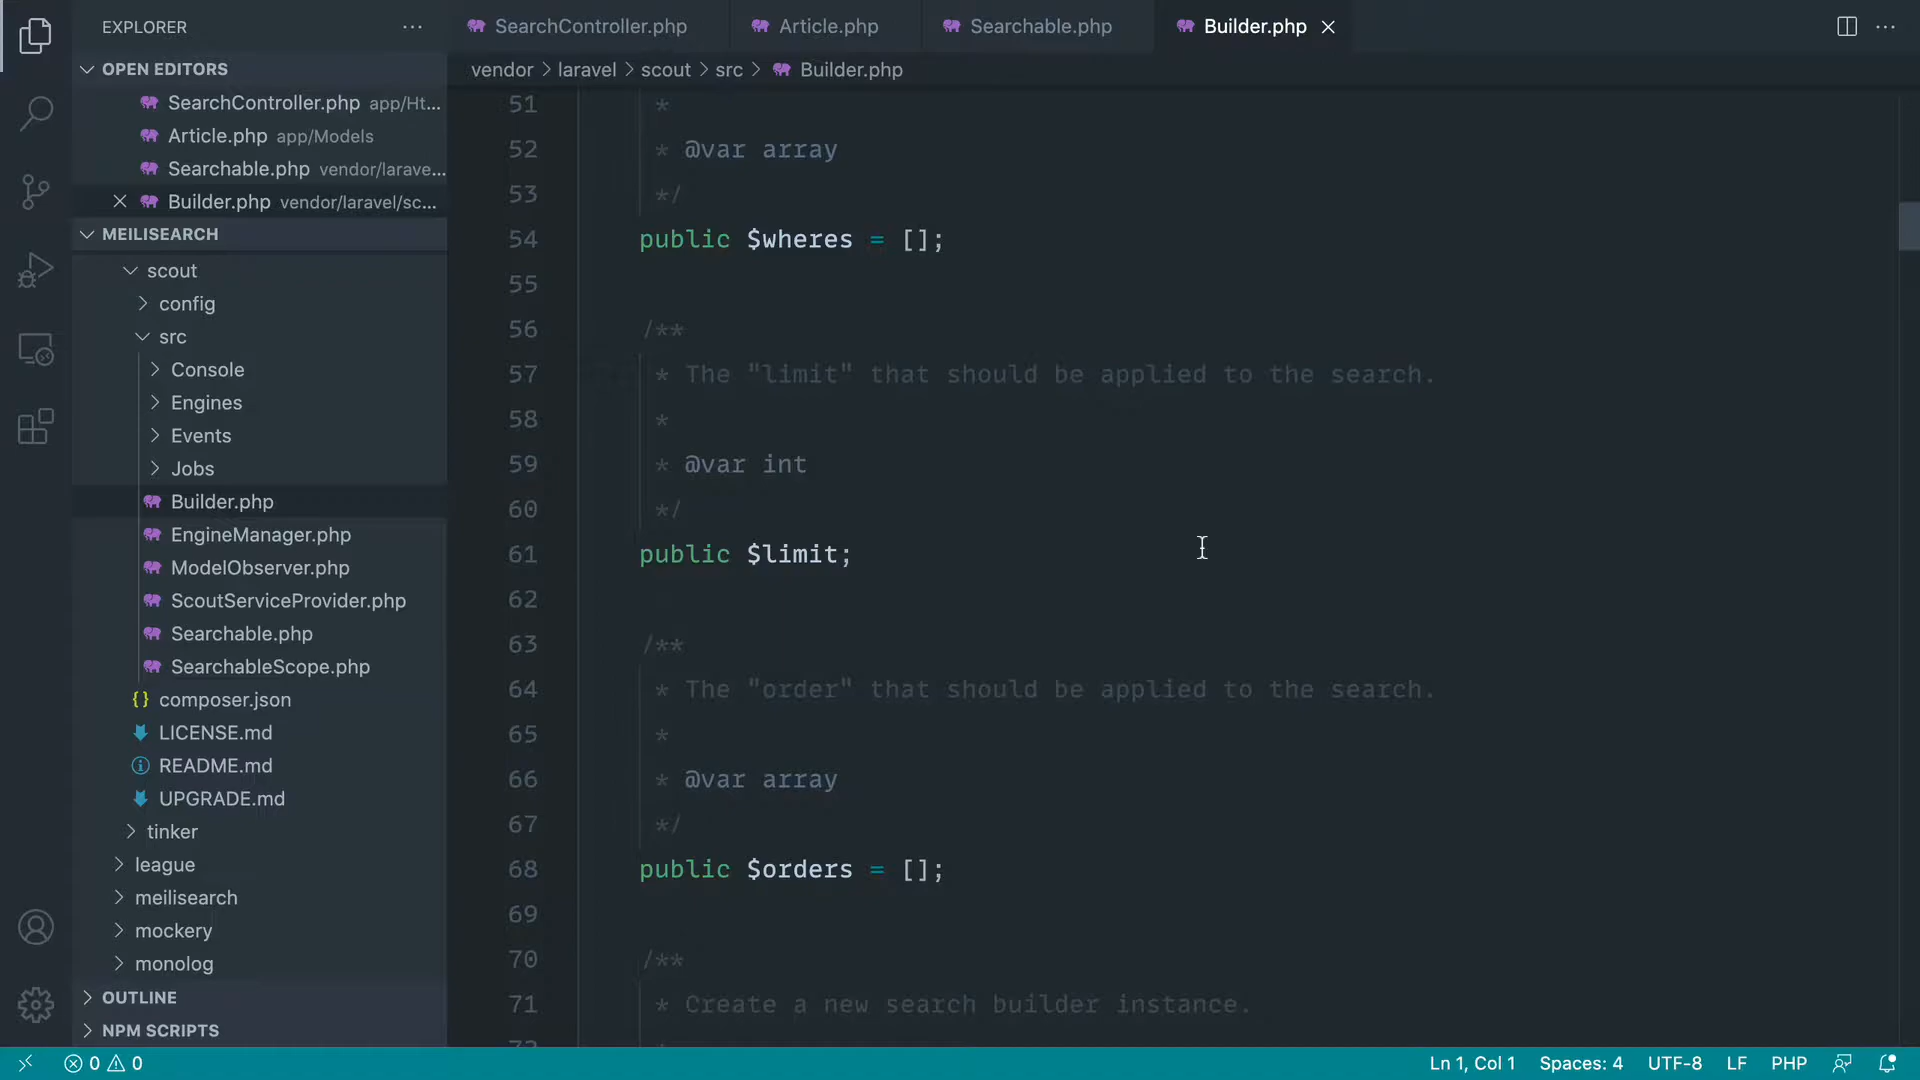 EXPLORER
OPEN EDITORS
SearchController.php app/Ht...
Article.php app/Models
Searchable.php vendor/larave...
Builder.php vendor/laravel/sc...
MEILISEARCH
scout
config
src
Console
Engines
Events
Jobs
Builder.php
EngineManager.php
ModelObserver.php
ScoutServiceProvider.php
Searchable.php
SearchableScope.php
composer.json
LICENSE.md
README.md
UPGRADE.md
tinker
league
meilisearch
mockery
monolog
OUTLINE
NPM SCRIPTS
SearchController.php
Article.php
Searchable.php
Builder.php
vendor > laravel > scout > src > Builder.php
51 *
52 * @var array
53 */
54 public $wheres = [];
55
56 /**
57 * The "limit" that should be applied to the search.
58 *
59 * @var int
60 */
61 public $limit;
62
63 /**
64 * The "order" that should be applied to the search.
65 *
66 * @var array
67 */
68 public $orders = [];
69
70 /**
71 * Create a new search builder instance.
72 *
0 0
Ln 1, Col 1 Spaces: 4 UTF-8 LF PHP